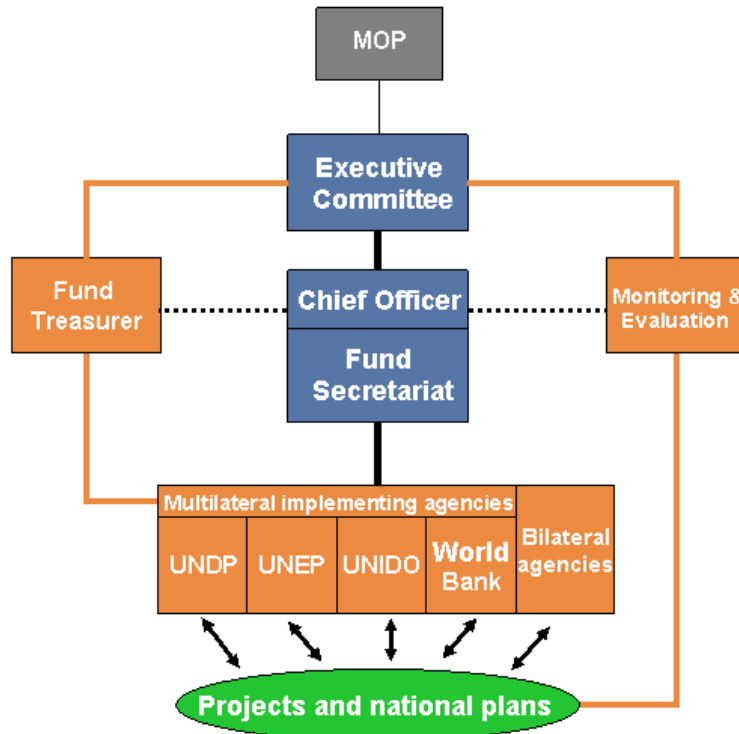 MOP
Executive
Committee
Fund
Treasurer
Chief Officer
Monitoring &
Evaluation
Fund
Secretariat
Multilateral implementing agencies
UNDP
UNEP
UNIDO
World
Bank
Bilateral
agencies
Projects and national plans